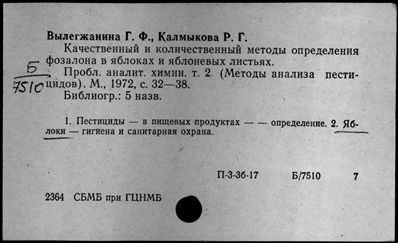 Вылегжанина Г. Ф., Калмыкова Р. Г.
Качественный и количественный методы определения
фозалона в яблоках и яблоневых листьях.
Б
7510
Пробл. аналит. химии. т. 2. (Методы анализа пести-
цидов). М., 1972, с. 32—38.
Библиогр.: 5 назв.
1. Пестициды — в пищевых продуктах — — определение. 2. Яб-
локи — гигиена и санитарная охрана.
П-3-36-17 Б/7510 7
2364 СБМБ при ГЦНМБ